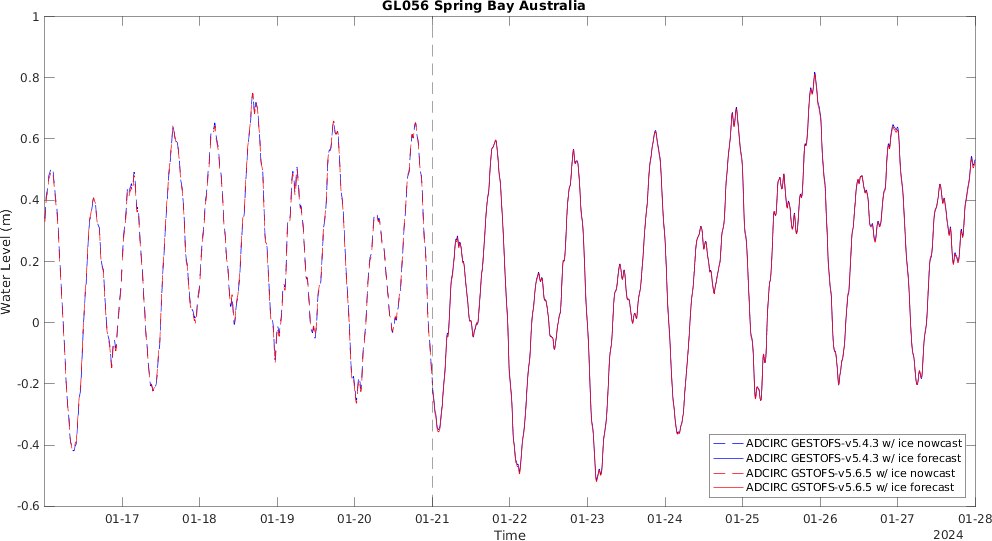 GL056 Spring Bay Australia
1
0.8
0.6
0.4
0.2
0
-0.2
-0.4
-0.6
Water Level (m)
ADCIRC GESTOFS-v5.4.3 w/ ice nowcast
ADCIRC GESTOFS-v5.4.3 w/ ice forecast
ADCIRC GSTOFS-v5.6.5 w/ ice nowcast
ADCIRC GSTOFS-v5.6.5 w/ ice forecast
01-17 01-18 01-19 01-20 01-21 01-22 01-23 01-24 01-25 01-26 01-27 01-28
Time
2024